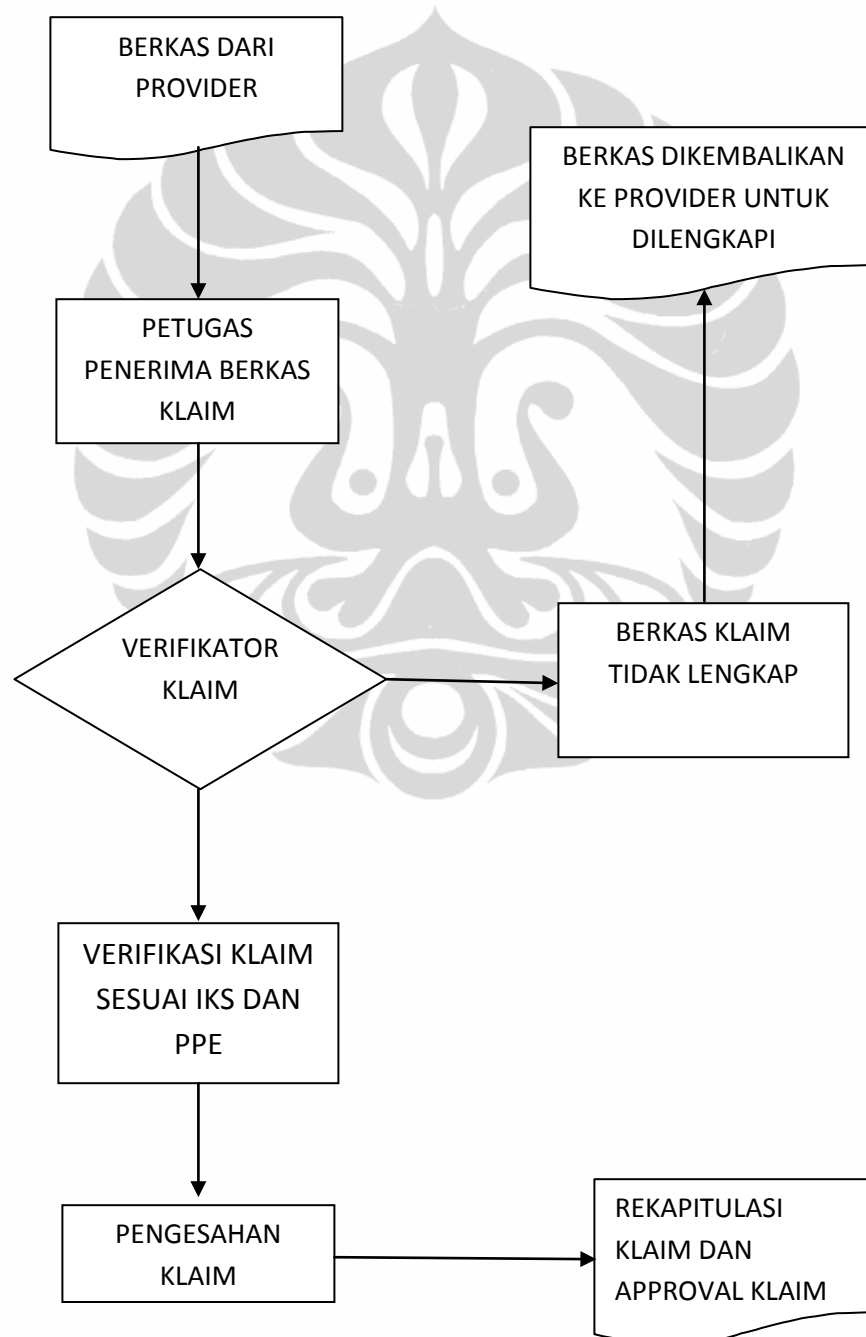 BERKAS DARI
PROVIDER
BERKAS DIKEMBALIKAN
KE PROVIDER UNTUK
DILENGKAPI
PETUGAS
PENERIMA BERKAS
KLAIM
VERIFIKATOR
KLAIM
BERKAS KLAIM
TIDAK LENGKAP
VERIFIKASI KLAIM
SESUAI IKS DAN
PPE
PENGESAHAN
KLAIM
REKAPITULASI
KLAIM DAN
APPROVAL KLAIM